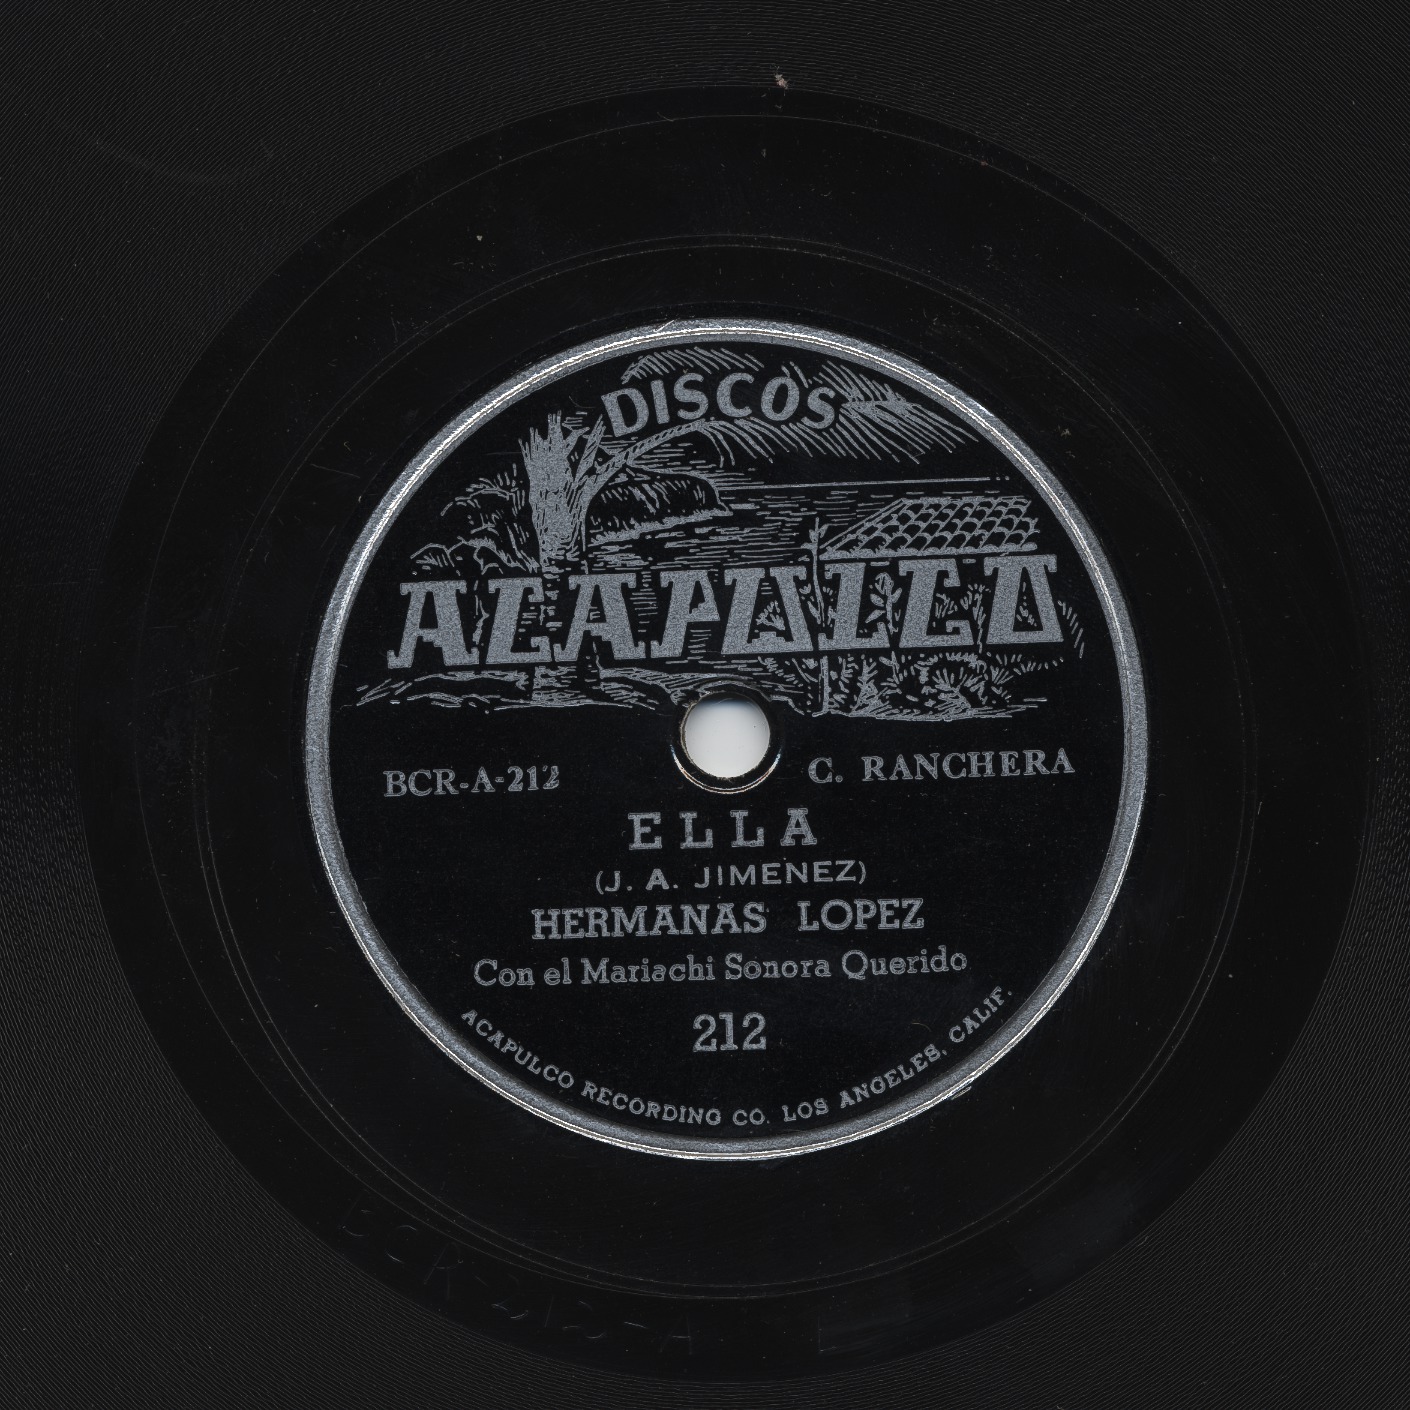 DISCOS
ACAPULCO
BCR-A-212
C. RANCHERA
ELLA
(J. A. JIMENEZ)
HERMANAS LOPEZ
Con el Mariachi Sonora Querido
212
ACAPULCO RECORDING CO. LOS ANGELES, CALIF.